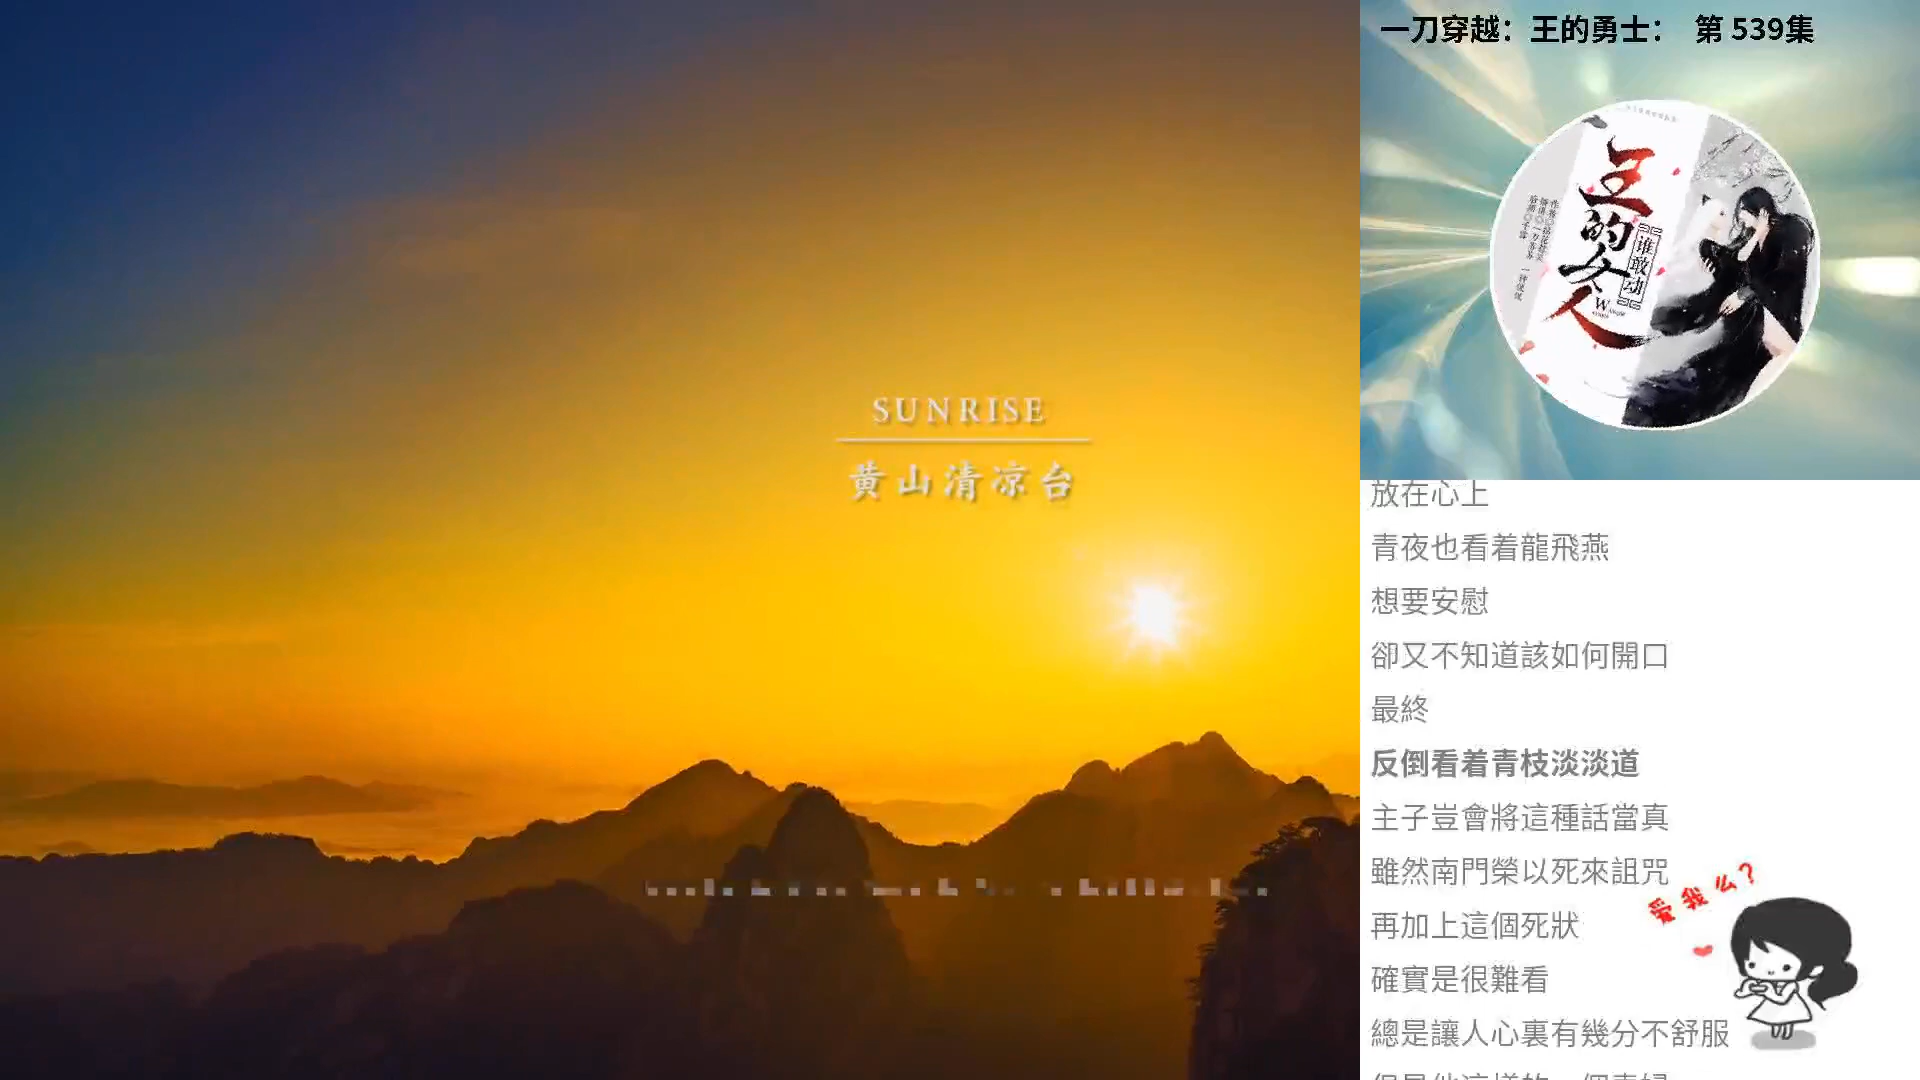 SUNRISE
黄山清凉台
一刀穿越：王的勇士： 第 539集
王的女人
谁敢动
放在心上
青夜也看着龍飛燕
想要安慰
卻又不知道該如何開口
最終
反倒看着青枝淡淡道
主子豈會將這種話當真
雖然南門榮以死來詛咒
再加上這個死狀
確實是很難看
總是讓人心裏有幾分不舒服
爱我么?